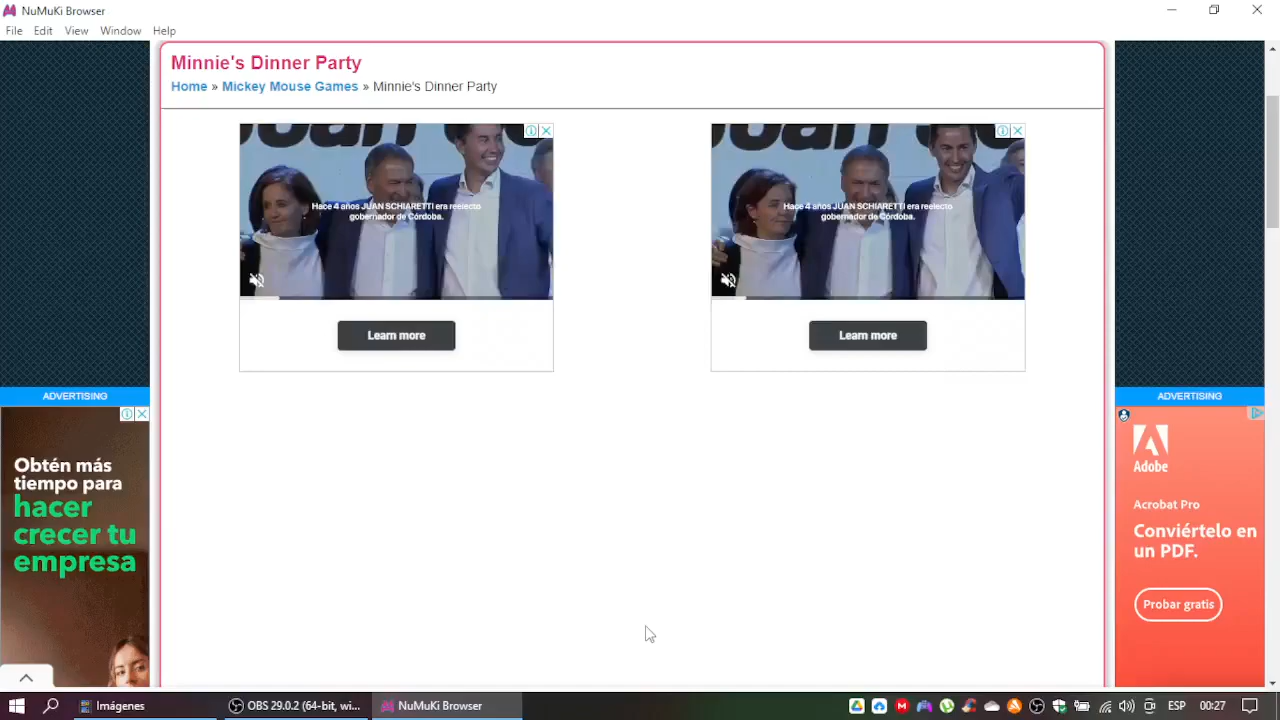 NuMuKi Browser
File Edit View Window Help
Minnie's Dinner Party
Home » Mickey Mouse Games » Minnie's Dinner Party
Hace 4 años JUAN SCHIARETTI era reelecto
gobernador de Córdoba.
Learn more
Hace 4 años JUAN SCHIARETTI era reelecto
gobernador de Córdoba.
Learn more
ADVERTISING
Obtén más
tiempo para
hacer
crecer tu
empresa
ADVERTISING
Adobe
Acrobat Pro
Conviértelo en
un PDF.
Probar gratis
Imágenes
OBS 29.0.2 (64-bit, wi...
NuMuKi Browser
ESP
00:27